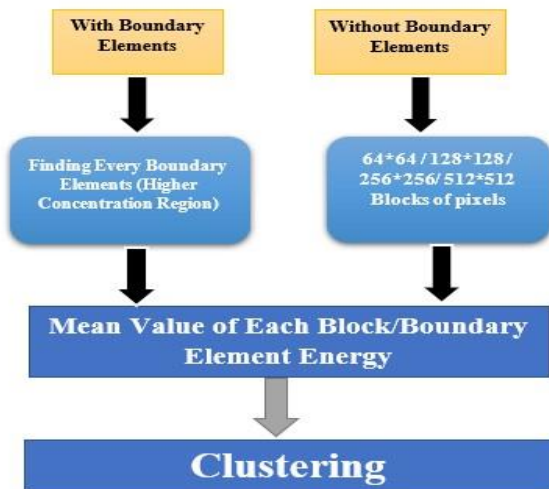 With Boundary
Elements
Without Boundary
Elements
Finding Every Boundary
Elements (Higher
Concentration Region)
64*64 / 128*128/
256*256/ 512*512
Blocks of pixels
Mean Value of Each Block/Boundary
Element Energy
Clustering